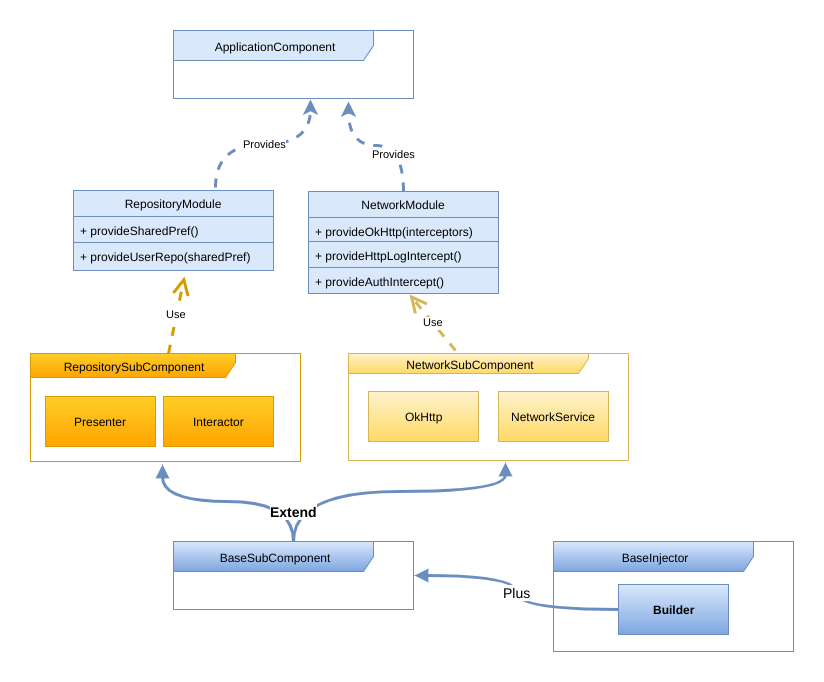 ApplicationComponent
Provides
Provides
RepositoryModule
+ provideSharedPref()
+ provideUserRepo(sharedPref)
NetworkModule
+ provideOkHttp(interceptors)
+ provideHttpLogIntercept()
+ provideAuthIntercept()
Use
Use
RepositorySubComponent
Presenter
Interactor
NetworkSubComponent
OkHttp
NetworkService
Extend
BaseSubComponent
Plus
BaseInjector
Builder